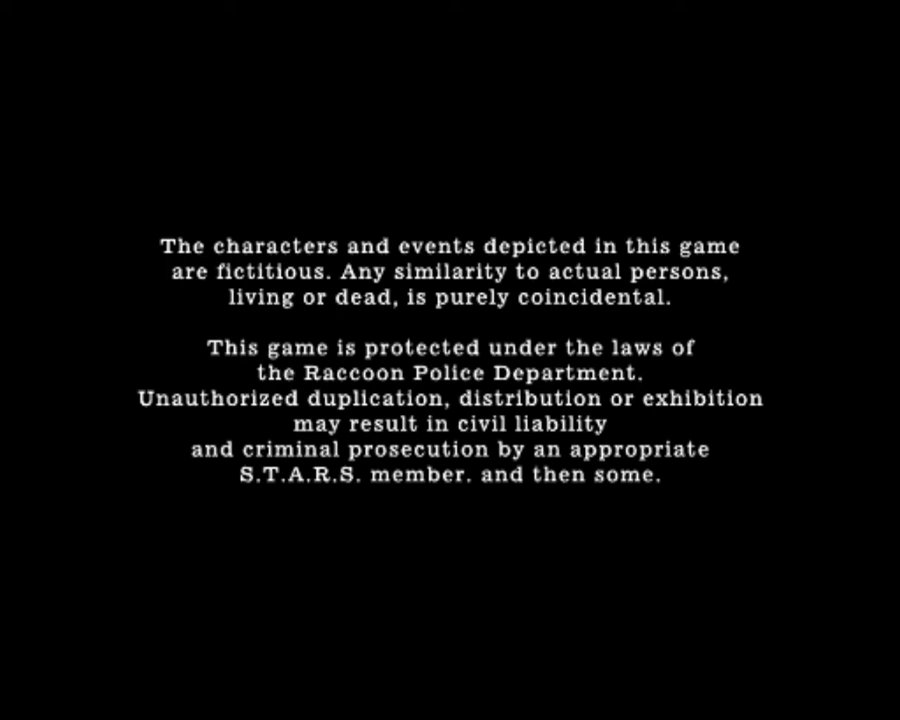 The characters and events depicted in this game
are fictitious. Any similarity to actual persons,
living or dead, is purely coincidental.
This game is protected under the laws of
the Raccoon Police Department.
Unauthorized duplication, distribution or exhibition
may result in civil liability
and criminal prosecution by an appropriate
S.T.A.R.S. member. and then some.